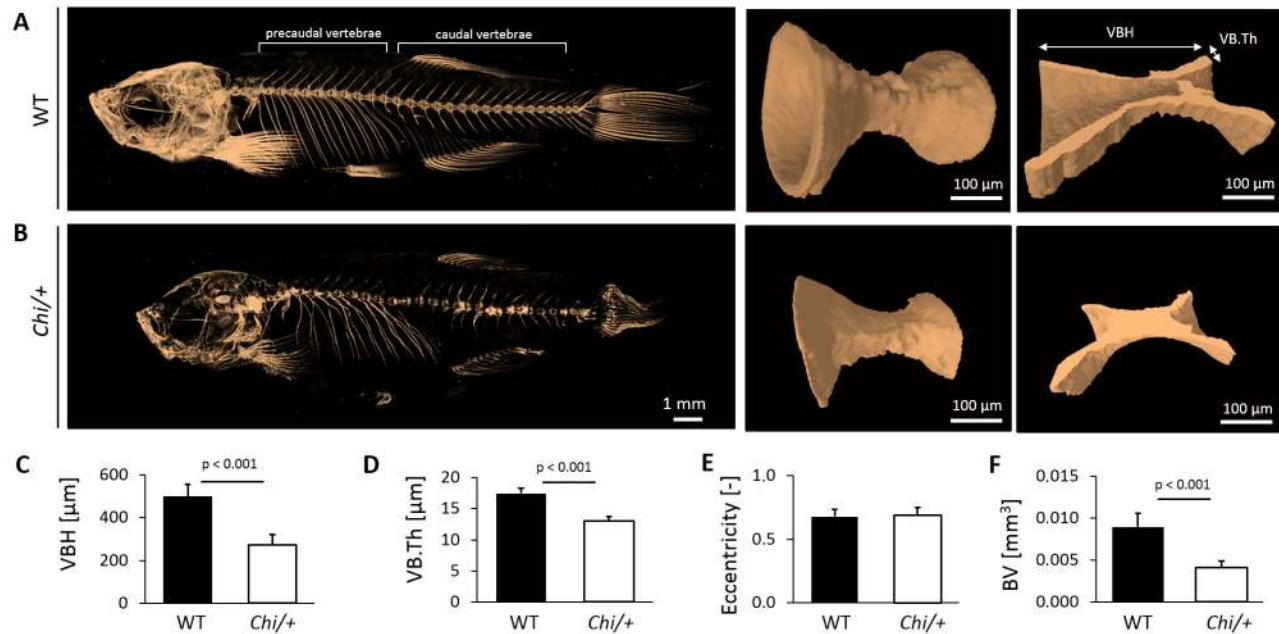 A
WT
precaudal vertebrae
caudal vertebrae
100 µm
VBH
VB.Th
100 µm
B
Chi/+
1 mm
100 µm
100 µm
C
VBH [µm]
600
400
200
0
p < 0.001
WT
Chi/+
D
VB.Th [µm]
20
15
10
5
0
p < 0.001
WT
Chi/+
E
Eccentricity [-]
1.0
0.5
0.0
WT
Chi/+
F
BV [mm³]
0.015
0.010
0.005
0.000
p < 0.001
WT
Chi/+